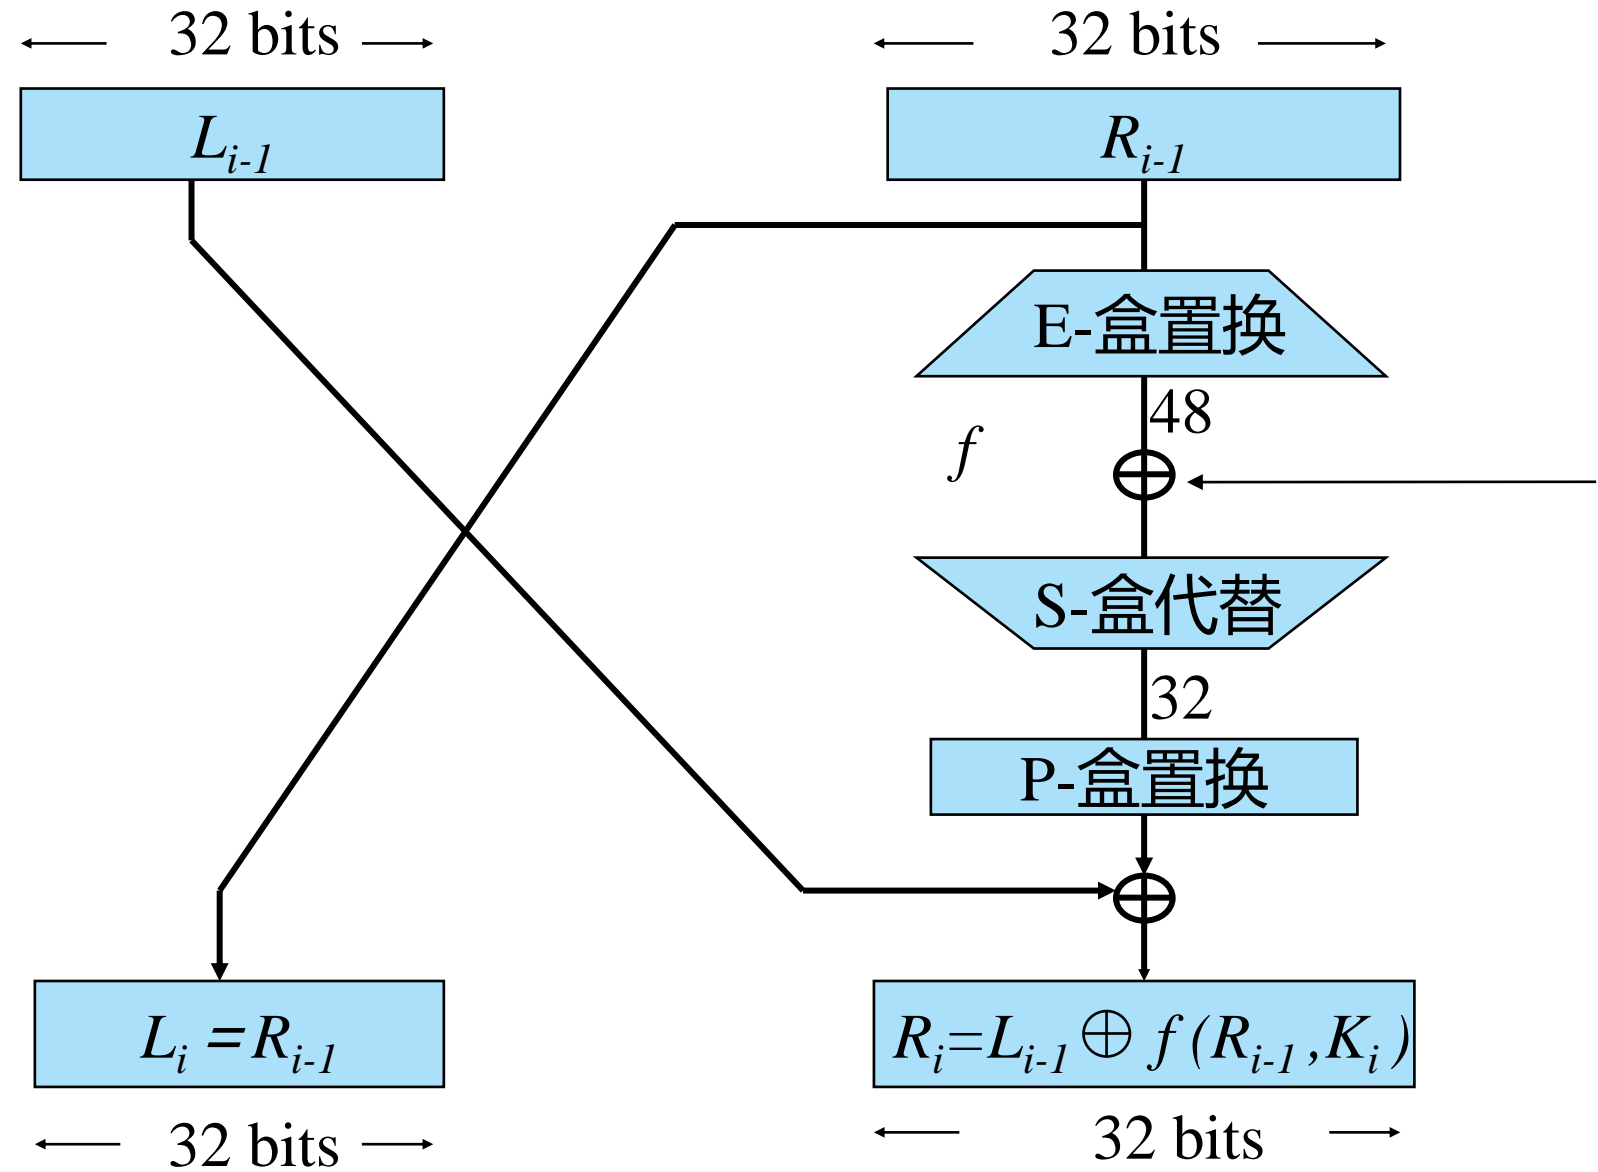 32 bits
32 bits
L_{i-1}
R_{i-1}
E-盒置换
48
f
S-盒代替
32
P-盒置换
L_i =R_{i-1}
R_i=L_{i-1}⊕ f(R_{i-1},K_i)
32 bits
32 bits